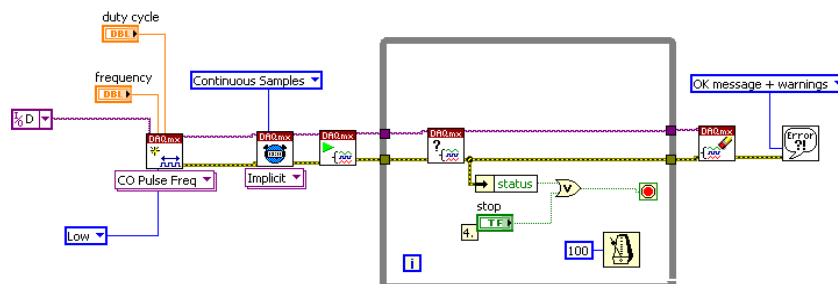 duty cycle
DBL
frequency
DBL
Continuous Samples
OK message + warnings
I/O D
DAQmx
DAQmx
DAQmx
DAQmx
DAQmx
Error
?!
?
CO Pulse Freq
Implicit
status
V
stop
TF
4.
Low
100
i